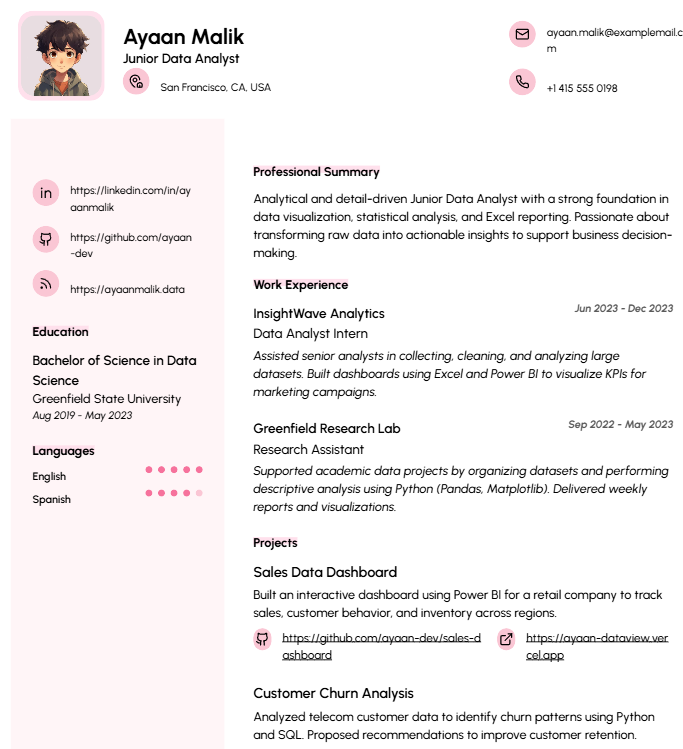 Ayaan Malik
Junior Data Analyst
San Francisco, CA, USA
ayaan.malik@examplemail.c
m
+1 415 555 0198
https://linkedin.com/in/ay
aanmalik
https://github.com/ayaan
-dev
https://ayaanmalik.data
Education
Bachelor of Science in Data
Science
Greenfield State University
Aug 2019 - May 2023
Languages
English
Spanish
Professional Summary
Analytical and detail-driven Junior Data Analyst with a strong foundation in
data visualization, statistical analysis, and Excel reporting. Passionate about
transforming raw data into actionable insights to support business decision-
making.
Work Experience
InsightWave Analytics
Jun 2023 - Dec 2023
Data Analyst Intern
Assisted senior analysts in collecting, cleaning, and analyzing large
datasets. Built dashboards using Excel and Power BI to visualize KPIs for
marketing campaigns.
Greenfield Research Lab
Sep 2022 - May 2023
Research Assistant
Supported academic data projects by organizing datasets and performing
descriptive analysis using Python (Pandas, Matplotlib). Delivered weekly
reports and visualizations.
Projects
Sales Data Dashboard
Built an interactive dashboard using Power BI for a retail company to track
sales, customer behavior, and inventory across regions.
https://github.com/ayaan-dev/sales-d
ashboard
https://ayaan-dataview.ver
cel.app
Customer Churn Analysis
Analyzed telecom customer data to identify churn patterns using Python
and SQL. Proposed recommendations to improve customer retention.